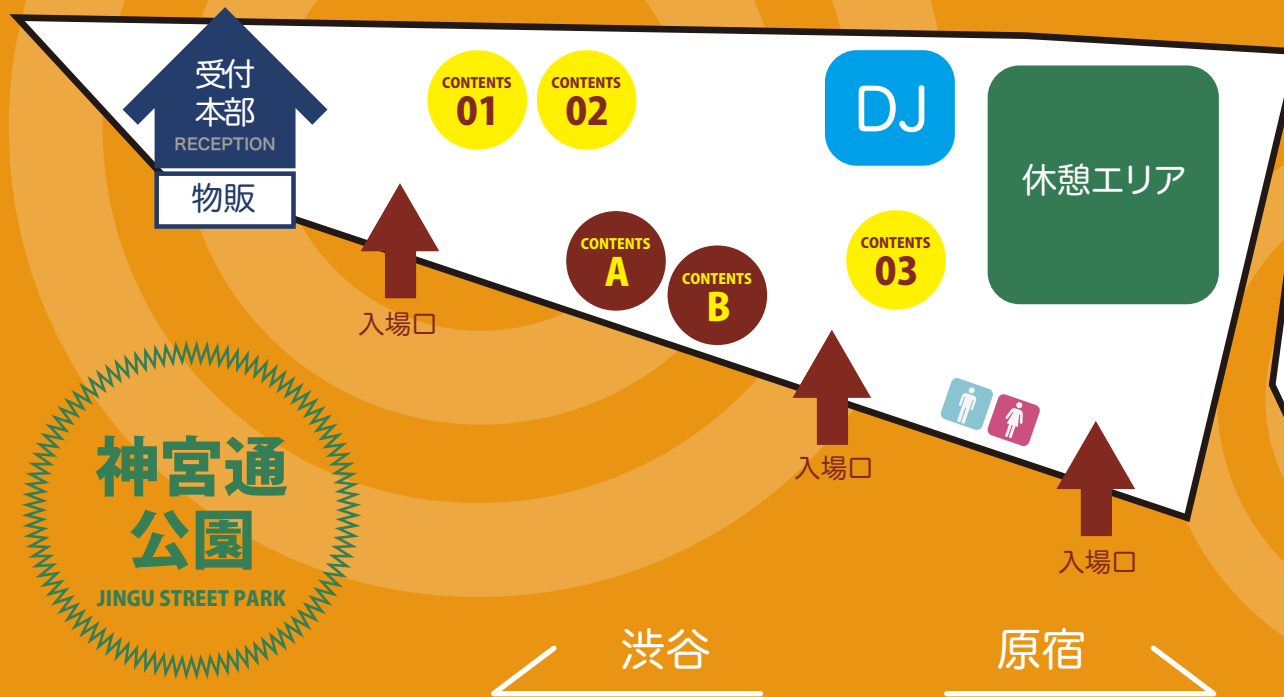 受付
本部
RECEPTION
物販
CONTENTS
01
CONTENTS
02
DJ
休憩エリア
CONTENTS
A
CONTENTS
B
CONTENTS
03
入場口
入場口
入場口
神宮通
公園
JINGU STREET PARK
渋谷
原宿